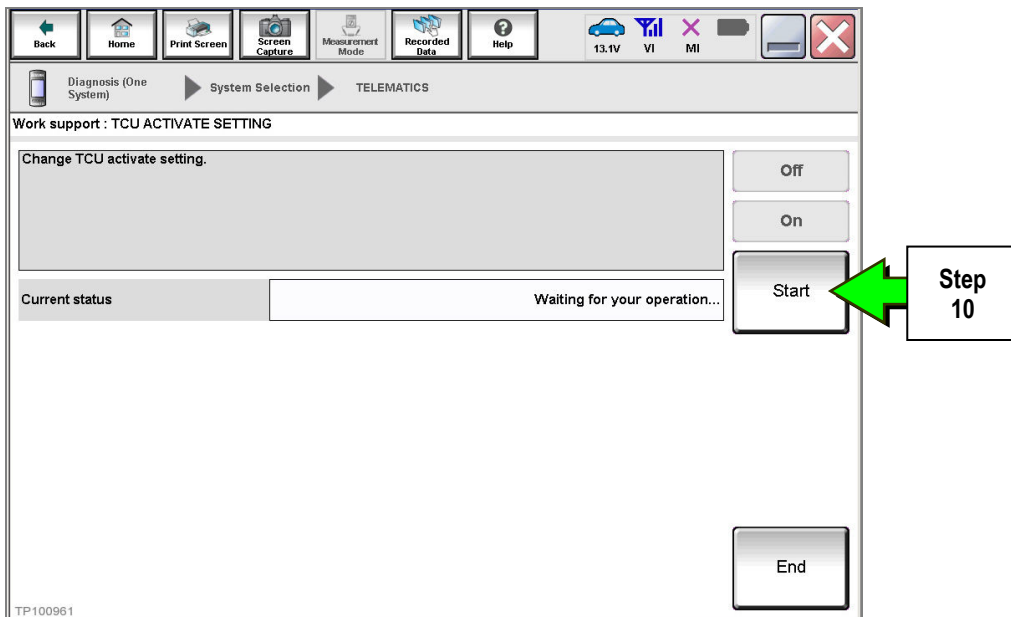 Back
Home
Print Screen
Screen
Capture
Measurement
Mode
Recorded
Data
Help
13.1V
VI
MI
Diagnosis (One
System)
System Selection
TELEMATICS
Work support : TCU ACTIVATE SETTING
Change TCU activate setting.
Off
On
Current status
Waiting for your operation...
Start
Step
10
End
TP100961